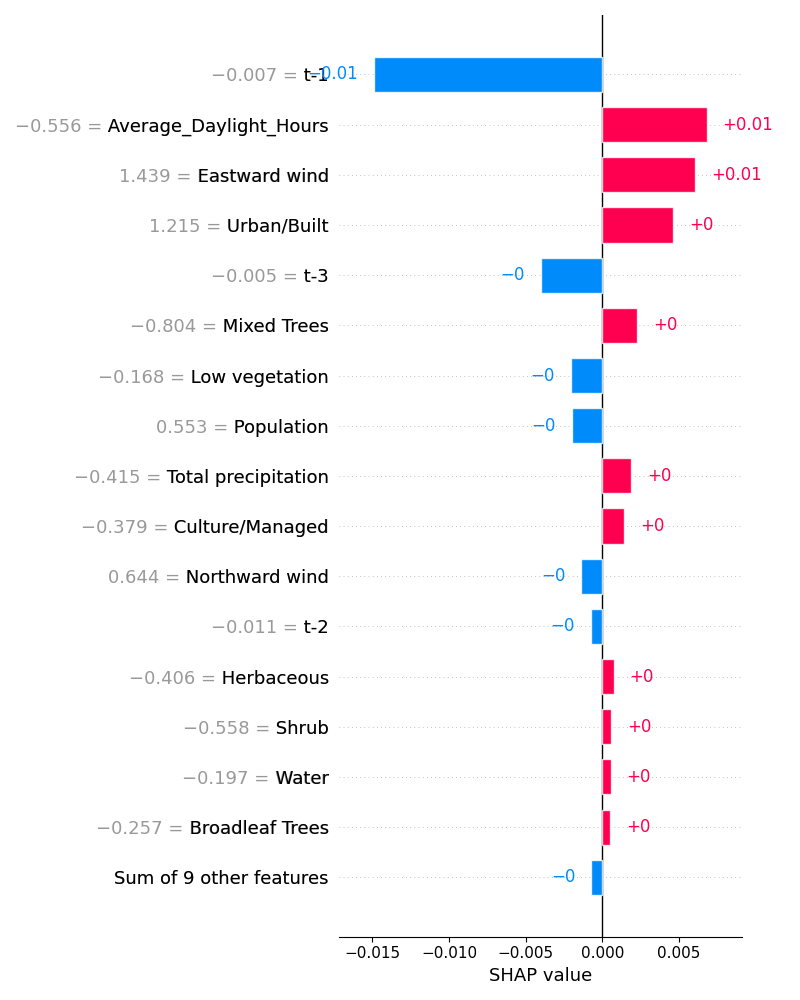 −0.007 = t-1 −0.01
−0.556 = Average_Daylight_Hours +0.01
1.439 = Eastward wind +0.01
1.215 = Urban/Built +0
−0.005 = t-3 −0
−0.804 = Mixed Trees +0
−0.168 = Low vegetation −0
0.553 = Population −0
−0.415 = Total precipitation +0
−0.379 = Culture/Managed +0
0.644 = Northward wind −0
−0.011 = t-2 −0
−0.406 = Herbaceous +0
−0.558 = Shrub +0
−0.197 = Water +0
−0.257 = Broadleaf Trees +0
Sum of 9 other features −0
−0.015 −0.010 −0.005 0.000 0.005
SHAP value